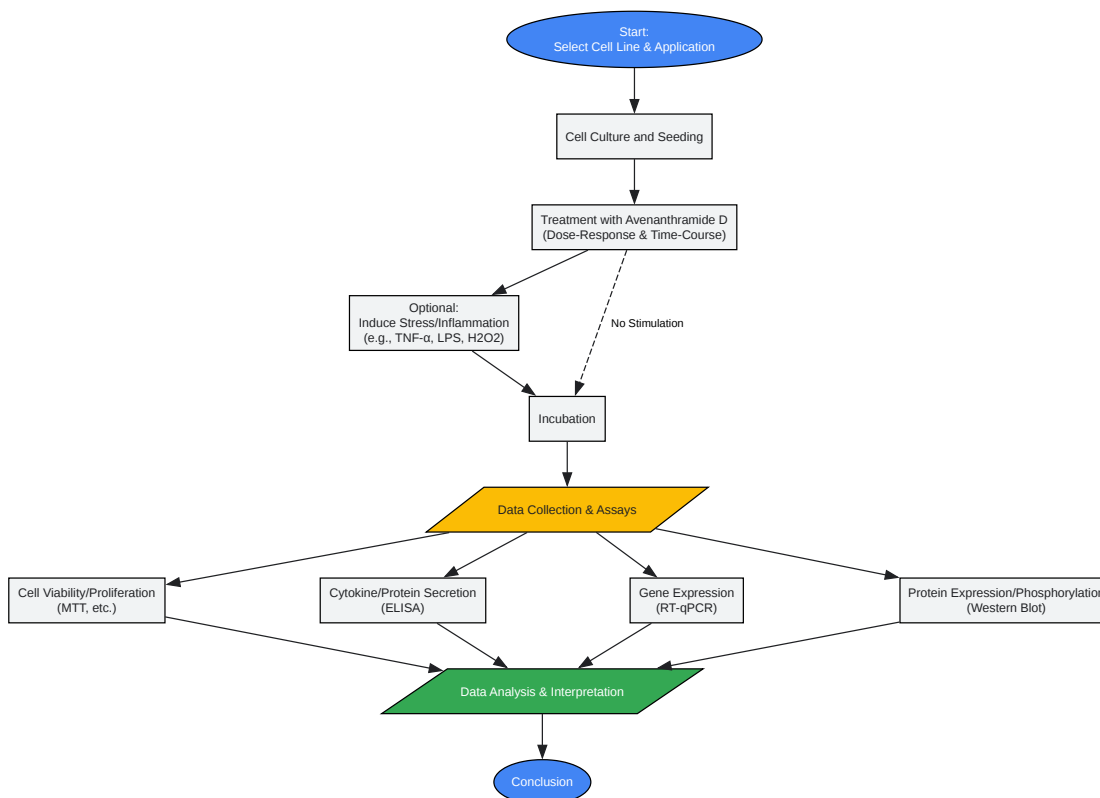 Start:
Select Cell Line & Application
Cell Culture and Seeding
Treatment with Avenanthramide D
(Dose-Response & Time-Course)
Optional:
Induce Stress/Inflammation
(e.g., TNF-α, LPS, H2O2)
No Stimulation
Incubation
Data Collection & Assays
Cell Viability/Proliferation
(MTT, etc.)
Cytokine/Protein Secretion
(ELISA)
Gene Expression
(RT-qPCR)
Protein Expression/Phosphorylation
(Western Blot)
Data Analysis & Interpretation
Conclusion